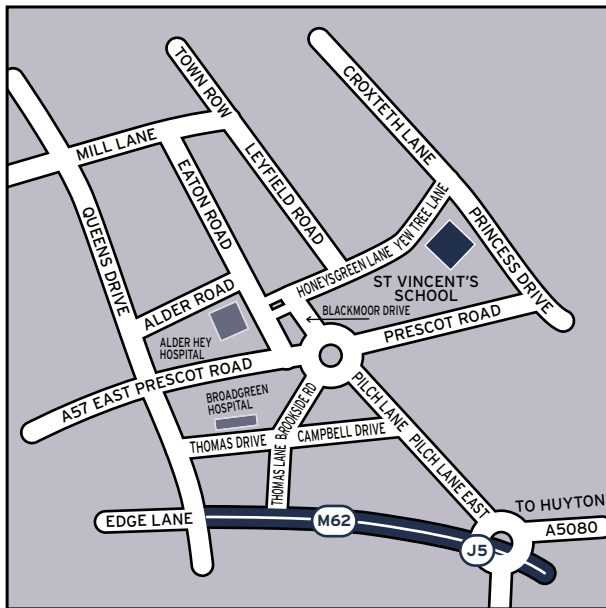 TOWN ROW
CROXTETH LANE
MILL LANE
LEYFIELD ROAD
EATON ROAD
YEW TREE LANE
QUEENS DRIVE
HONEYSGREEN LANE
PRINCESS DRIVE
ST VINCENT'S
SCHOOL
ALDER ROAD
BLACKMOOR DRIVE
ALDER HEY
HOSPITAL
PRESCOT ROAD
A57 EAST PRESCOT ROAD
BROADGREEN
HOSPITAL
BROOKSIDE RD
PILCH LANE
THOMAS DRIVE
CAMPBELL DRIVE
THOMAS LANE
PILCH LANE EAST
EDGE LANE
M62
TO HUYTON
A5080
J5